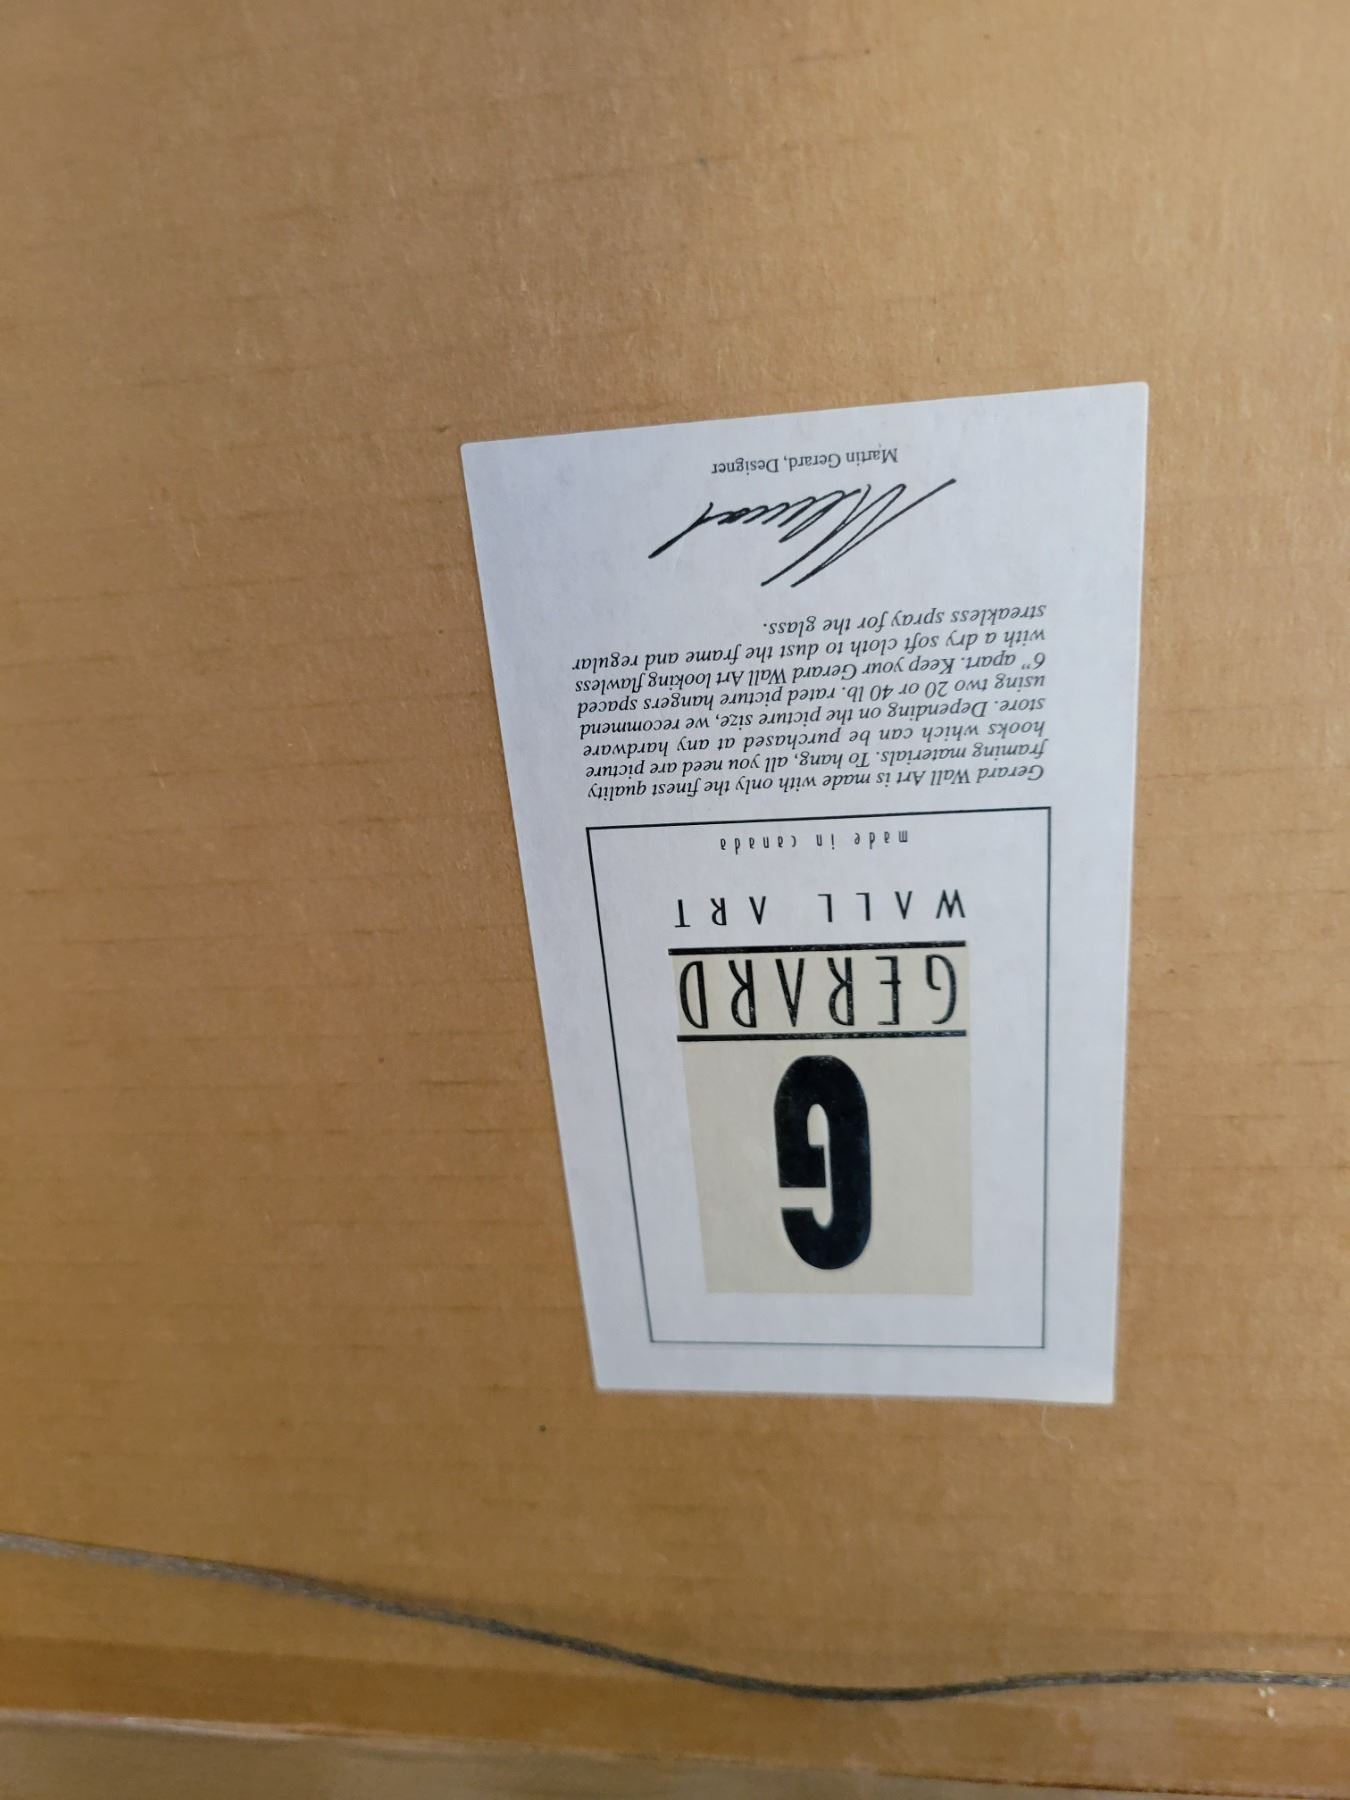 G
GERARD
WALL ART
made in canada
Gerard Wall Art is made with only the finest quality
framing materials. To hang, all you need are picture
hooks which can be purchased at any hardware
store. Depending on the picture size, we recommend
using two 20 or 40 lb. rated picture hangers spaced
6" apart. Keep your Gerard Wall Art looking flawless
with a dry soft cloth to dust the frame and regular
streakless spray for the glass.
Martin Gerard, Designer